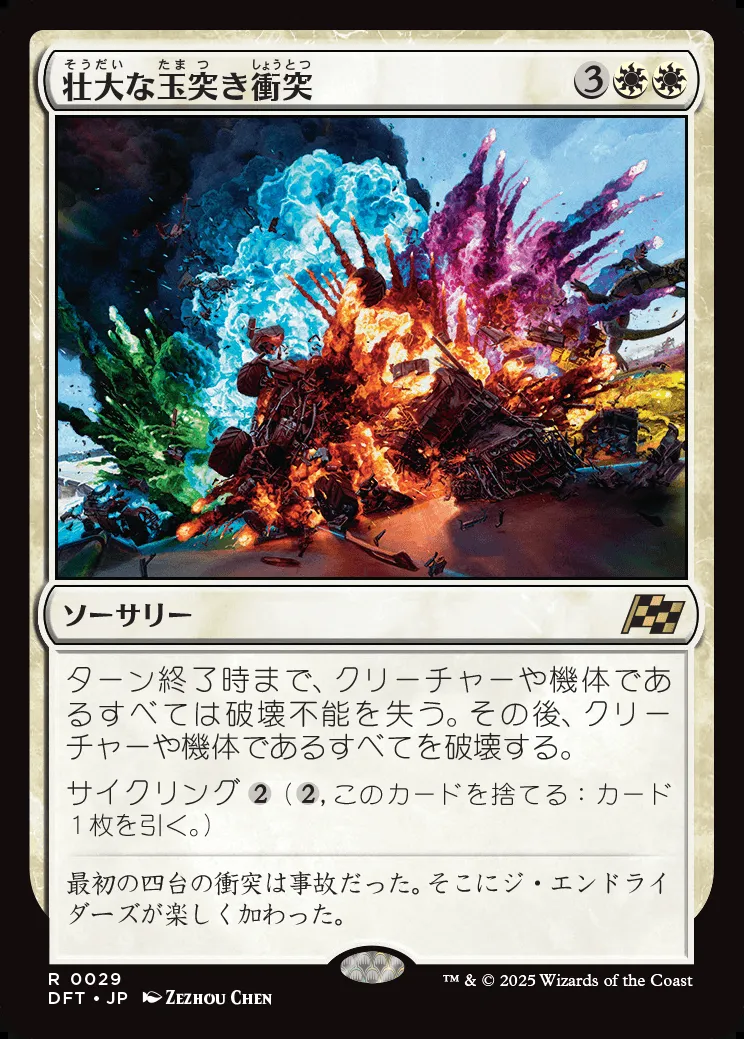 そうだい たまつ しょうとつ
壮大な玉突き衝突 3
ソーサリー
ターン終了時まで、クリーチャーや機体であ
るすべては破壊不能を失う。その後、クリー
チャーや機体であるすべてを破壊する。
サイクリング2（2,このカードを捨てる：カード
１枚を引く。）
最初の四台の衝突は事故だった。そこにジ・エンドライ
ダーズが楽しく加わった。
R 0029
DFT • JP Zezhou Chen
™ & © 2025 Wizards of the Coast